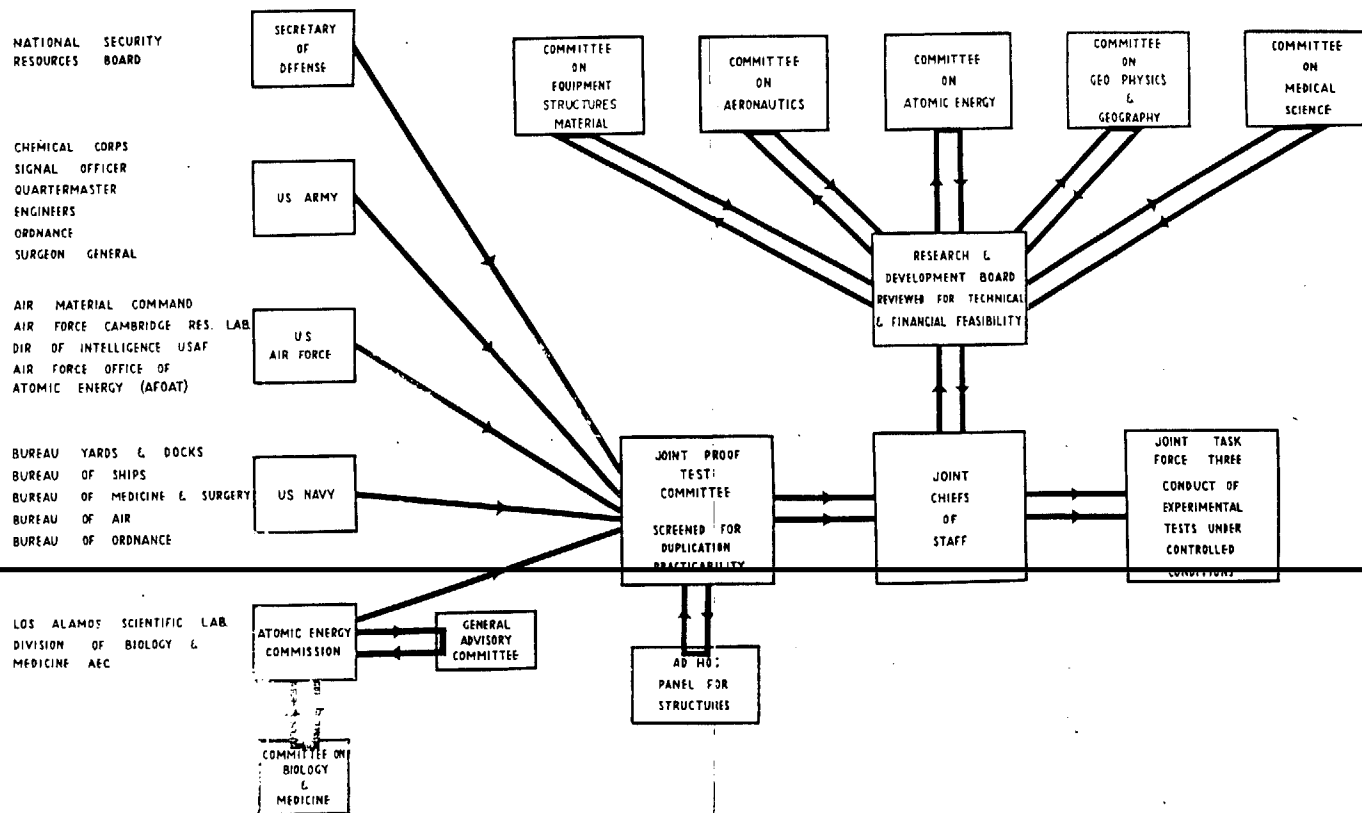 NATIONAL SECURITY
RESOURCES BOARD
SECRETARY
OF
DEFENSE
COMMITTEE
ON
EQUIPMENT
STRUCTURES
MATERIAL
COMMITTEE
ON
AERONAUTICS
COMMITTEE
ON
ATOMIC ENERGY
COMMITTEE
ON
GEO PHYSICS
&
GEOGRAPHY
COMMITTEE
ON
MEDICAL
SCIENCE
CHEMICAL CORPS
SIGNAL OFFICER
QUARTERMASTER
ENGINEERS
ORDNANCE
SURGEON GENERAL
US ARMY
RESEARCH &
DEVELOPMENT BOARD
REVIEWED FOR TECHNICAL
& FINANCIAL FEASIBILITY
AIR MATERIAL COMMAND
AIR FORCE CAMBRIDGE RES. LAB.
DIR OF INTELLIGENCE USAF
AIR FORCE OFFICE OF
ATOMIC ENERGY (AFOAT)
US
AIR FORCE
BUREAU YARDS & DOCKS
BUREAU OF SHIPS
BUREAU OF MEDICINE & SURGERY
BUREAU OF AIR
BUREAU OF ORDNANCE
US NAVY
JOINT PROOF
TEST
COMMITTEE
SCREENED FOR
DUPLICATION
PRACTICABILITY
JOINT
CHIEFS
OF
STAFF
JOINT TASK
FORCE THREE
CONDUCT OF
EXPERIMENTAL
TESTS UNDER
CONTROLLED
CONDITIONS
LOS ALAMOS SCIENTIFIC LAB.
DIVISION OF BIOLOGY &
MEDICINE AEC
ATOMIC ENERGY
COMMISSION
GENERAL
ADVISORY
COMMITTEE
AD HOC
PANEL FOR
STRUCTURES
COMMITTEE ON
BIOLOGY
&
MEDICINE